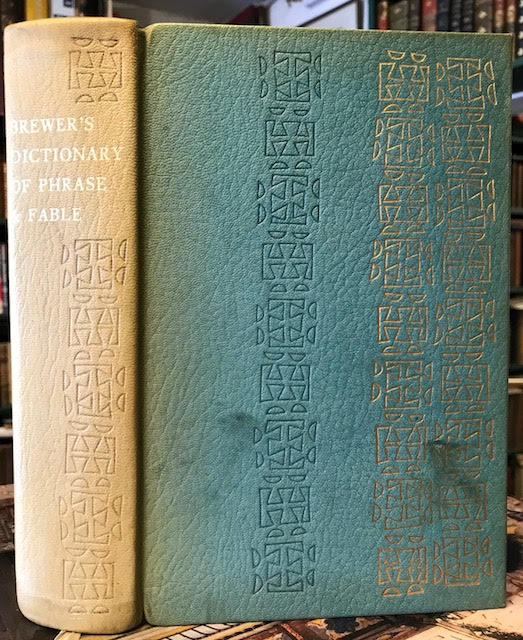 BREWER'S
DICTIONARY
OF PHRASE
& FABLE